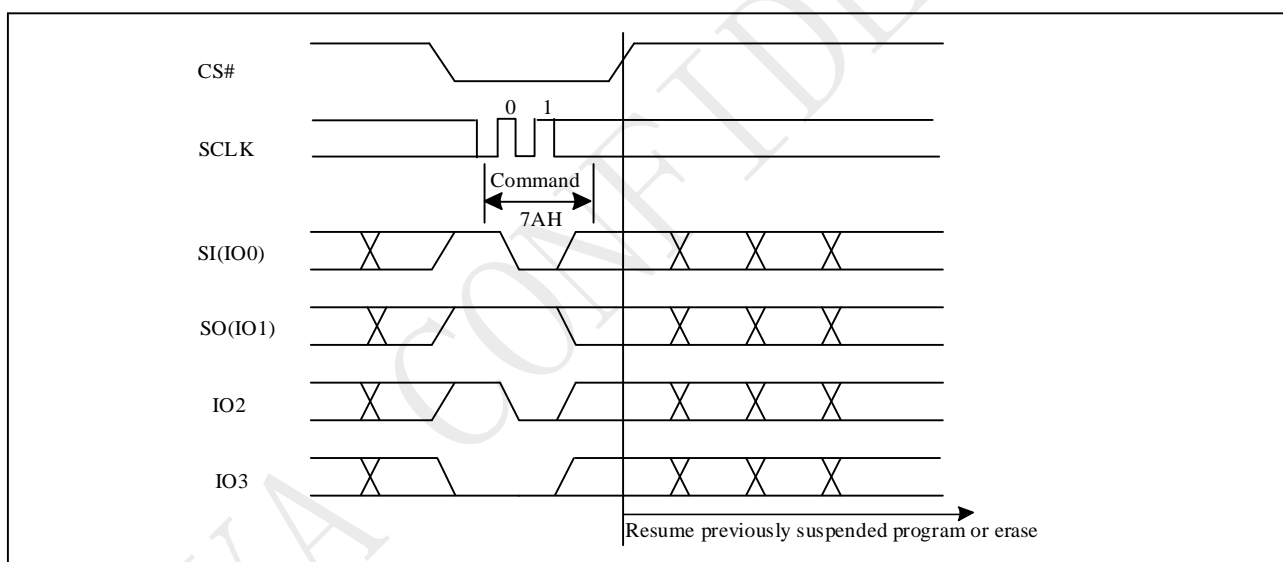 CS#
0 1
SCLK
Command
7AH
SI(IO0)
SO(IO1)
IO2
IO3
Resume previously suspended program or erase